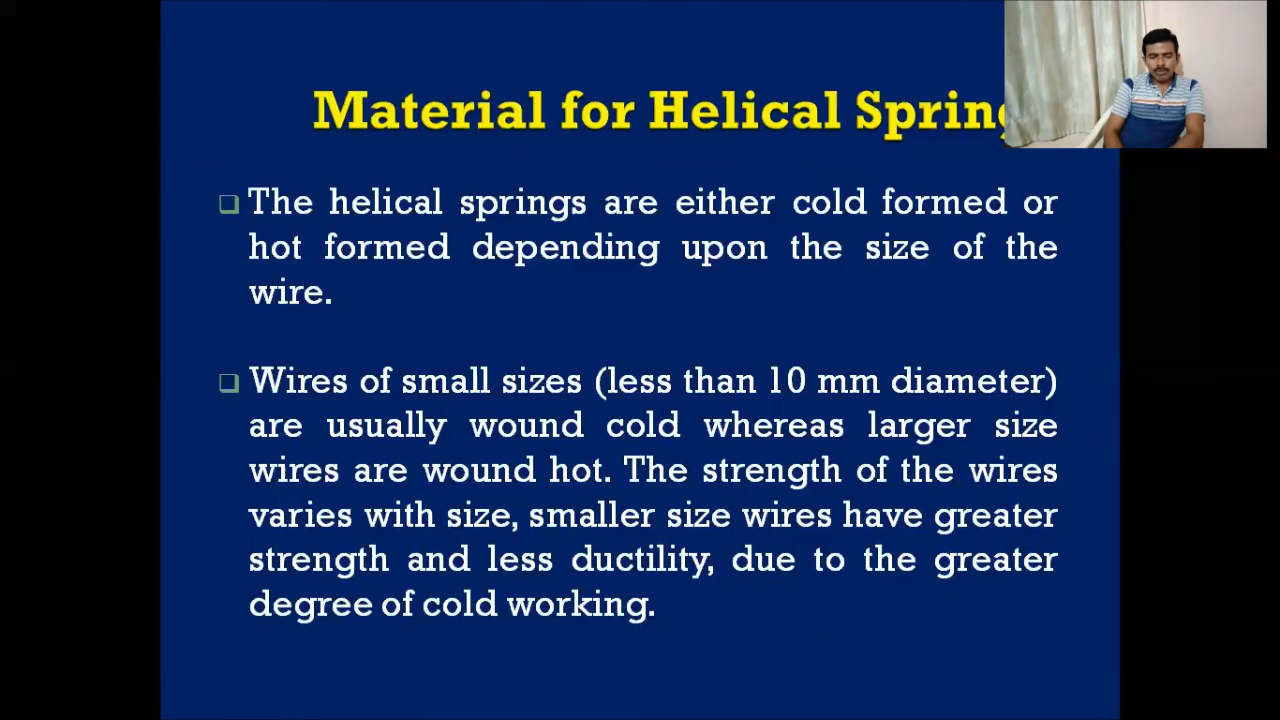 Material for Helical Spring
The helical springs are either cold formed or
hot formed depending upon the size of the
wire.
Wires of small sizes (less than 10 mm diameter)
are usually wound cold whereas larger size
wires are wound hot. The strength of the wires
varies with size, smaller size wires have greater
strength and less ductility, due to the greater
degree of cold working.